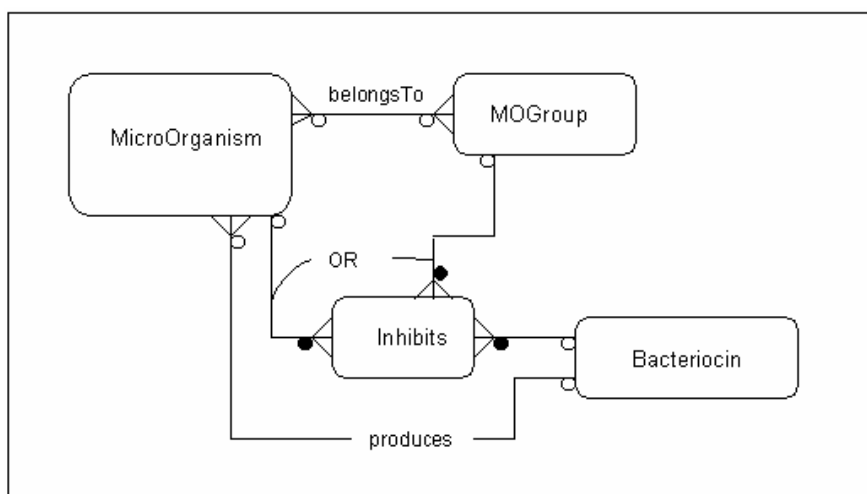 belongsTo
MicroOrganism
MOGroup
OR
Inhibits
Bacteriocin
produces